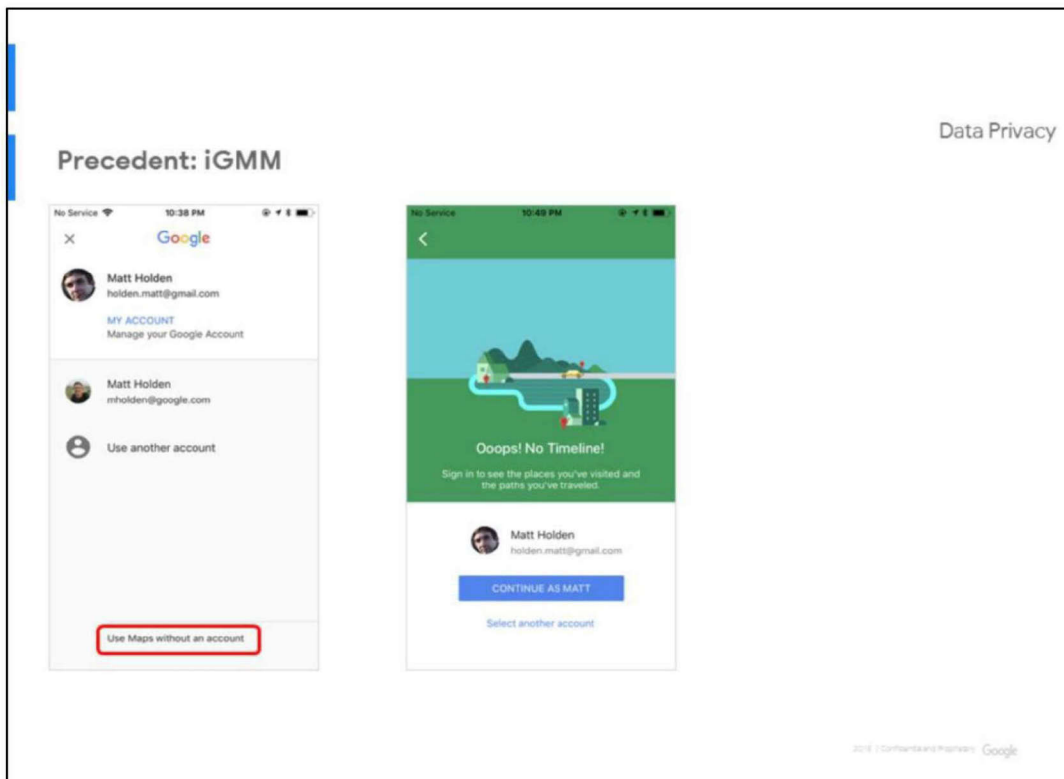 Data Privacy
Precedent: iGMM
No Service 10:38 PM
Google
Matt Holden
holden.matt@gmail.com
MY ACCOUNT
Manage your Google Account
Matt Holden
mholden@google.com
Use another account
Use Maps without an account
No Service 10:49 PM
Ooops! No Timeline!
Sign in to see the places you've visited and
the paths you've traveled.
Matt Holden
holden.matt@gmail.com
CONTINUE AS MATT
Select another account
Confidential and Proprietary Google